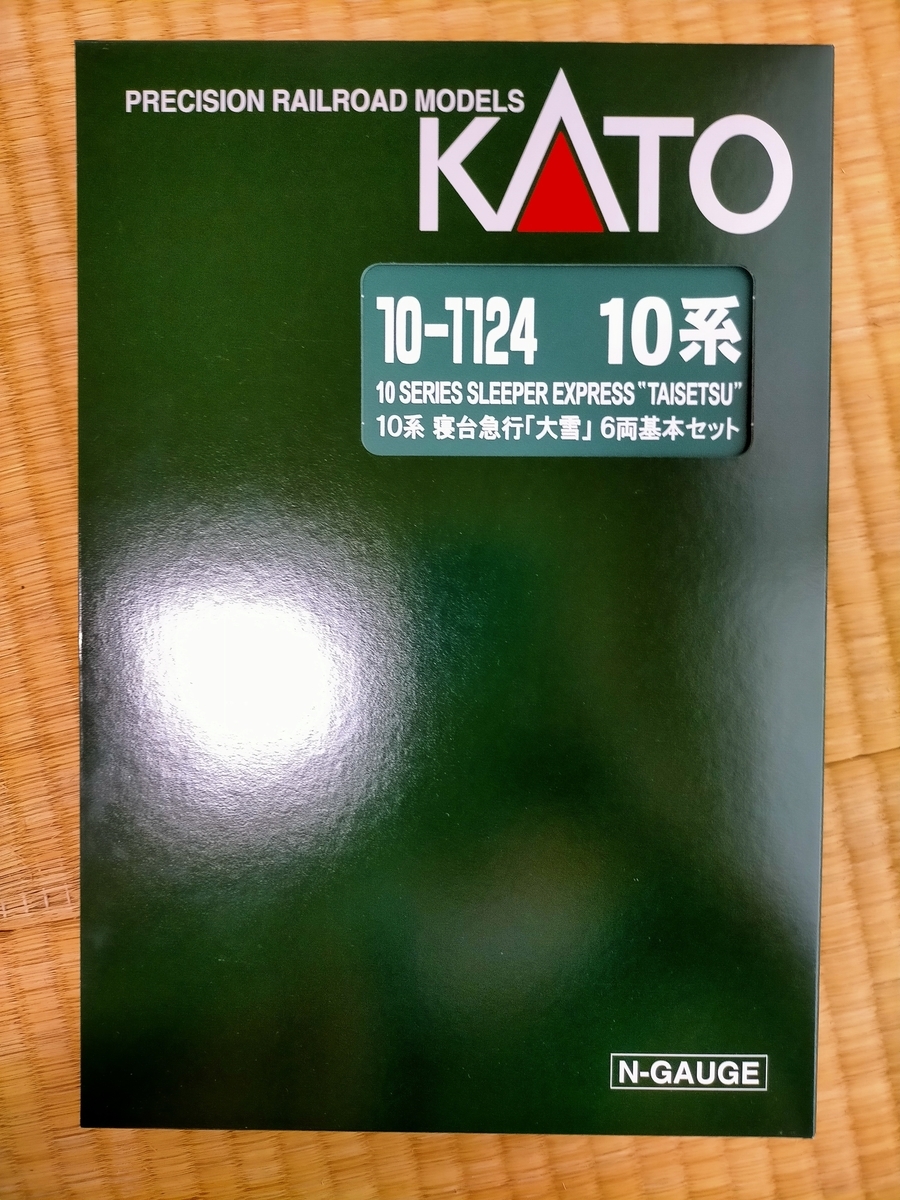 PRECISION RAILROAD MODELS
KATO
10-1124 10系
10 SERIES SLEEPER EXPRESS "TAISETSU"
10系 寝台急行「大雪」 6両基本セット
N-GAUGE